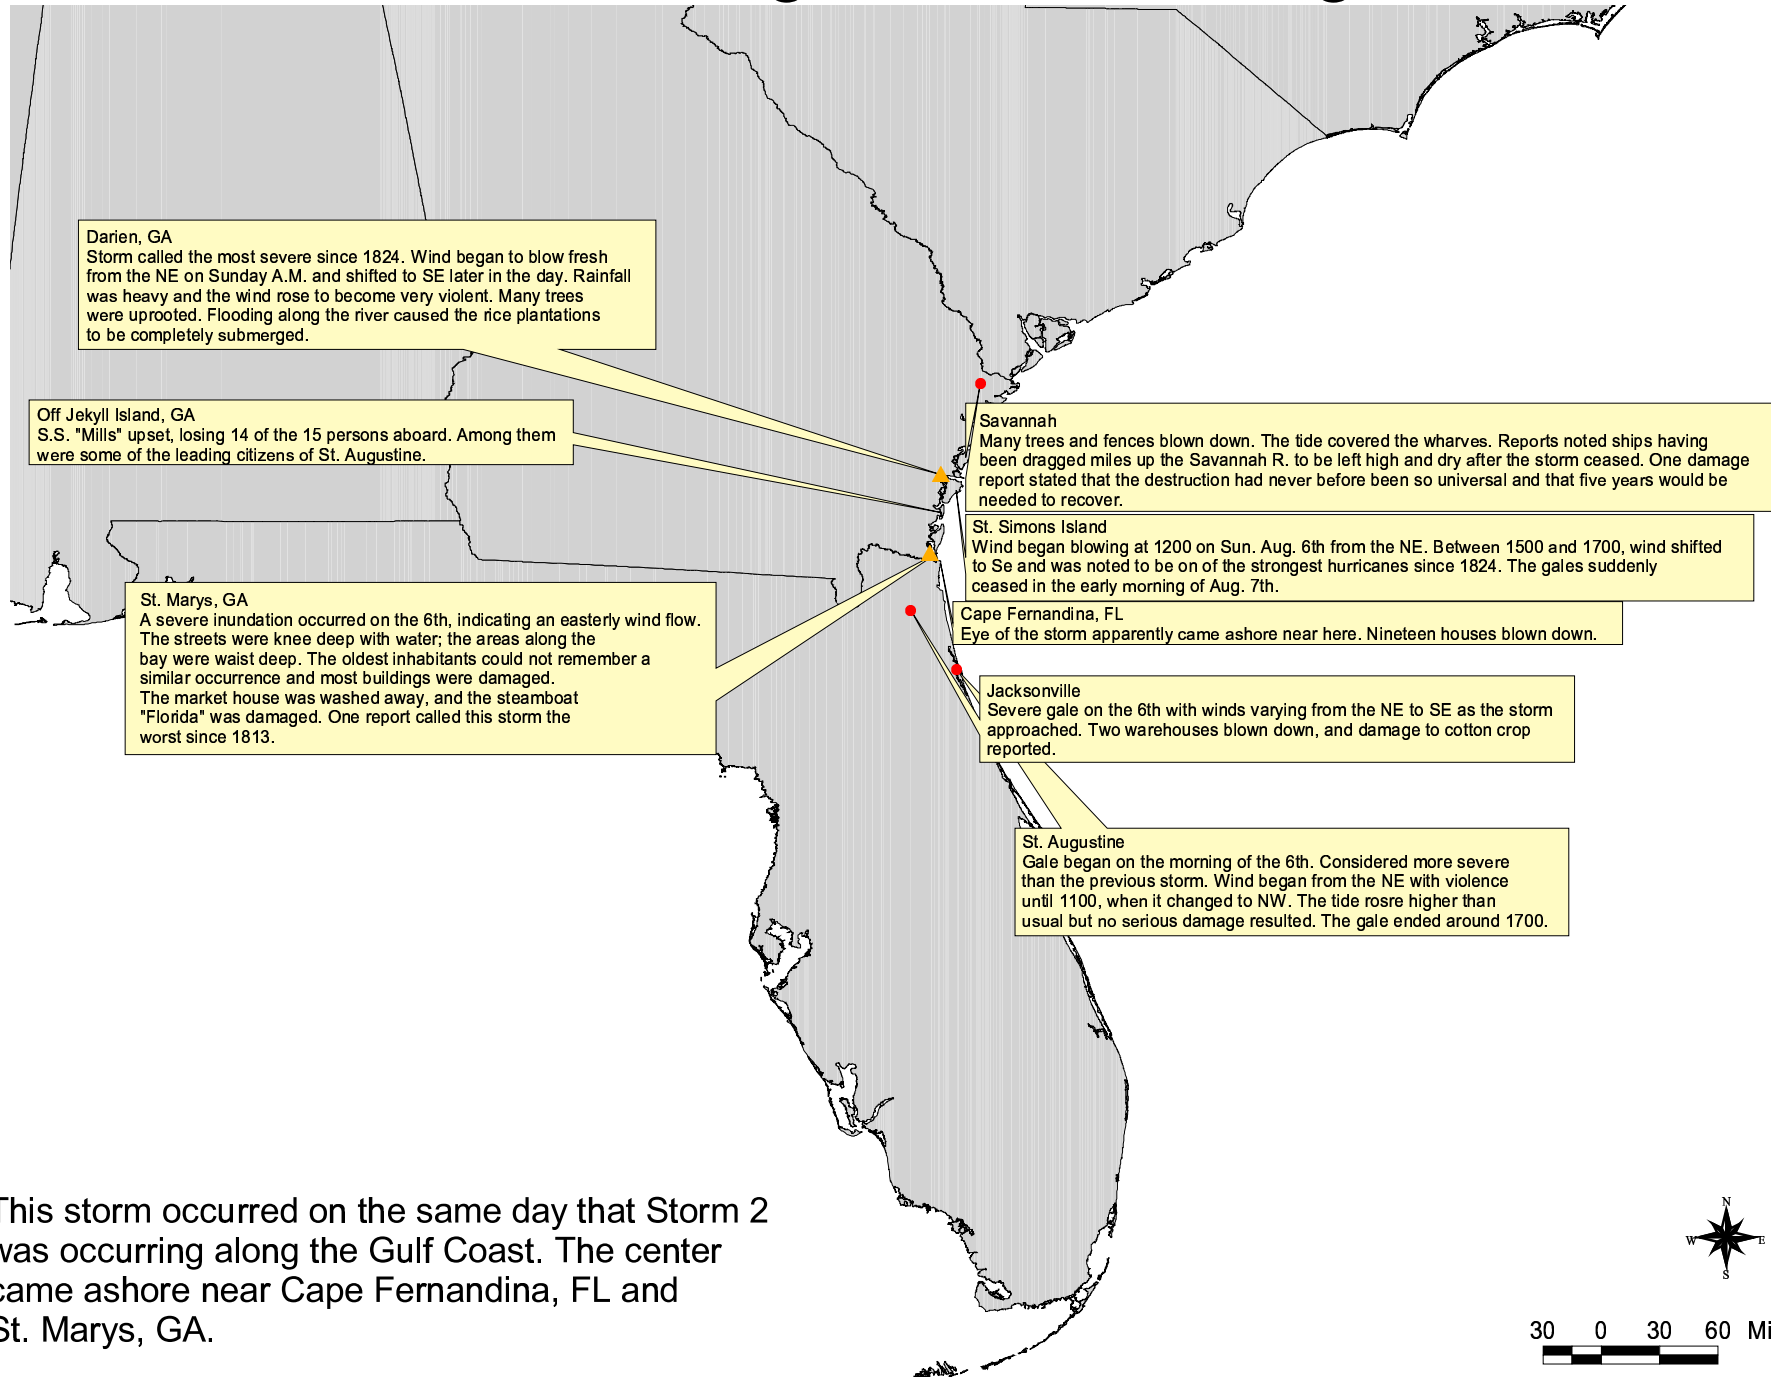 Darien, GA
Storm called the most severe since 1824. Wind began to blow fresh
from the NE on Sunday A.M. and shifted to SE later in the day. Rainfall
was heavy and the wind rose to become very violent. Many trees
were uprooted. Flooding along the river caused the rice plantations
to be completely submerged.
Off Jekyll Island, GA
S.S. "Mills" upset, losing 14 of the 15 persons aboard. Among them
were some of the leading citizens of St. Augustine.
Savannah
Many trees and fences blown down. The tide covered the wharves. Reports noted ships having
been dragged miles up the Savannah R. to be left high and dry after the storm ceased. One damage
report stated that the destruction had never before been so universal and that five years would be
needed to recover.
St. Simons Island
Wind began blowing at 1200 on Sun. Aug. 6th from the NE. Between 1500 and 1700, wind shifted
to Se and was noted to be on of the strongest hurricanes since 1824. The gales suddenly
ceased in the early morning of Aug. 7th.
St. Marys, GA
A severe inundation occurred on the 6th, indicating an easterly wind flow.
The streets were knee deep with water; the areas along the
bay were waist deep. The oldest inhabitants could not remember a
similar occurrence and most buildings were damaged.
The market house was washed away, and the steamboat
"Florida" was damaged. One report called this storm the
worst since 1813.
Cape Fernandina, FL
Eye of the storm apparently came ashore near here. Nineteen houses blown down.
Jacksonville
Severe gale on the 6th with winds varying from the NE to SE as the storm
approached. Two warehouses blown down, and damage to cotton crop
reported.
St. Augustine
Gale began on the morning of the 6th. Considered more severe
than the previous storm. Wind began from the NE with violence
until 1100, when it changed to NW. The tide rosre higher than
usual but no serious damage resulted. The gale ended around 1700.
This storm occurred on the same day that Storm 2
was occurring along the Gulf Coast. The center
came ashore near Cape Fernandina, FL and
St. Marys, GA.
N
W E
S
30 0 30 60 Mi